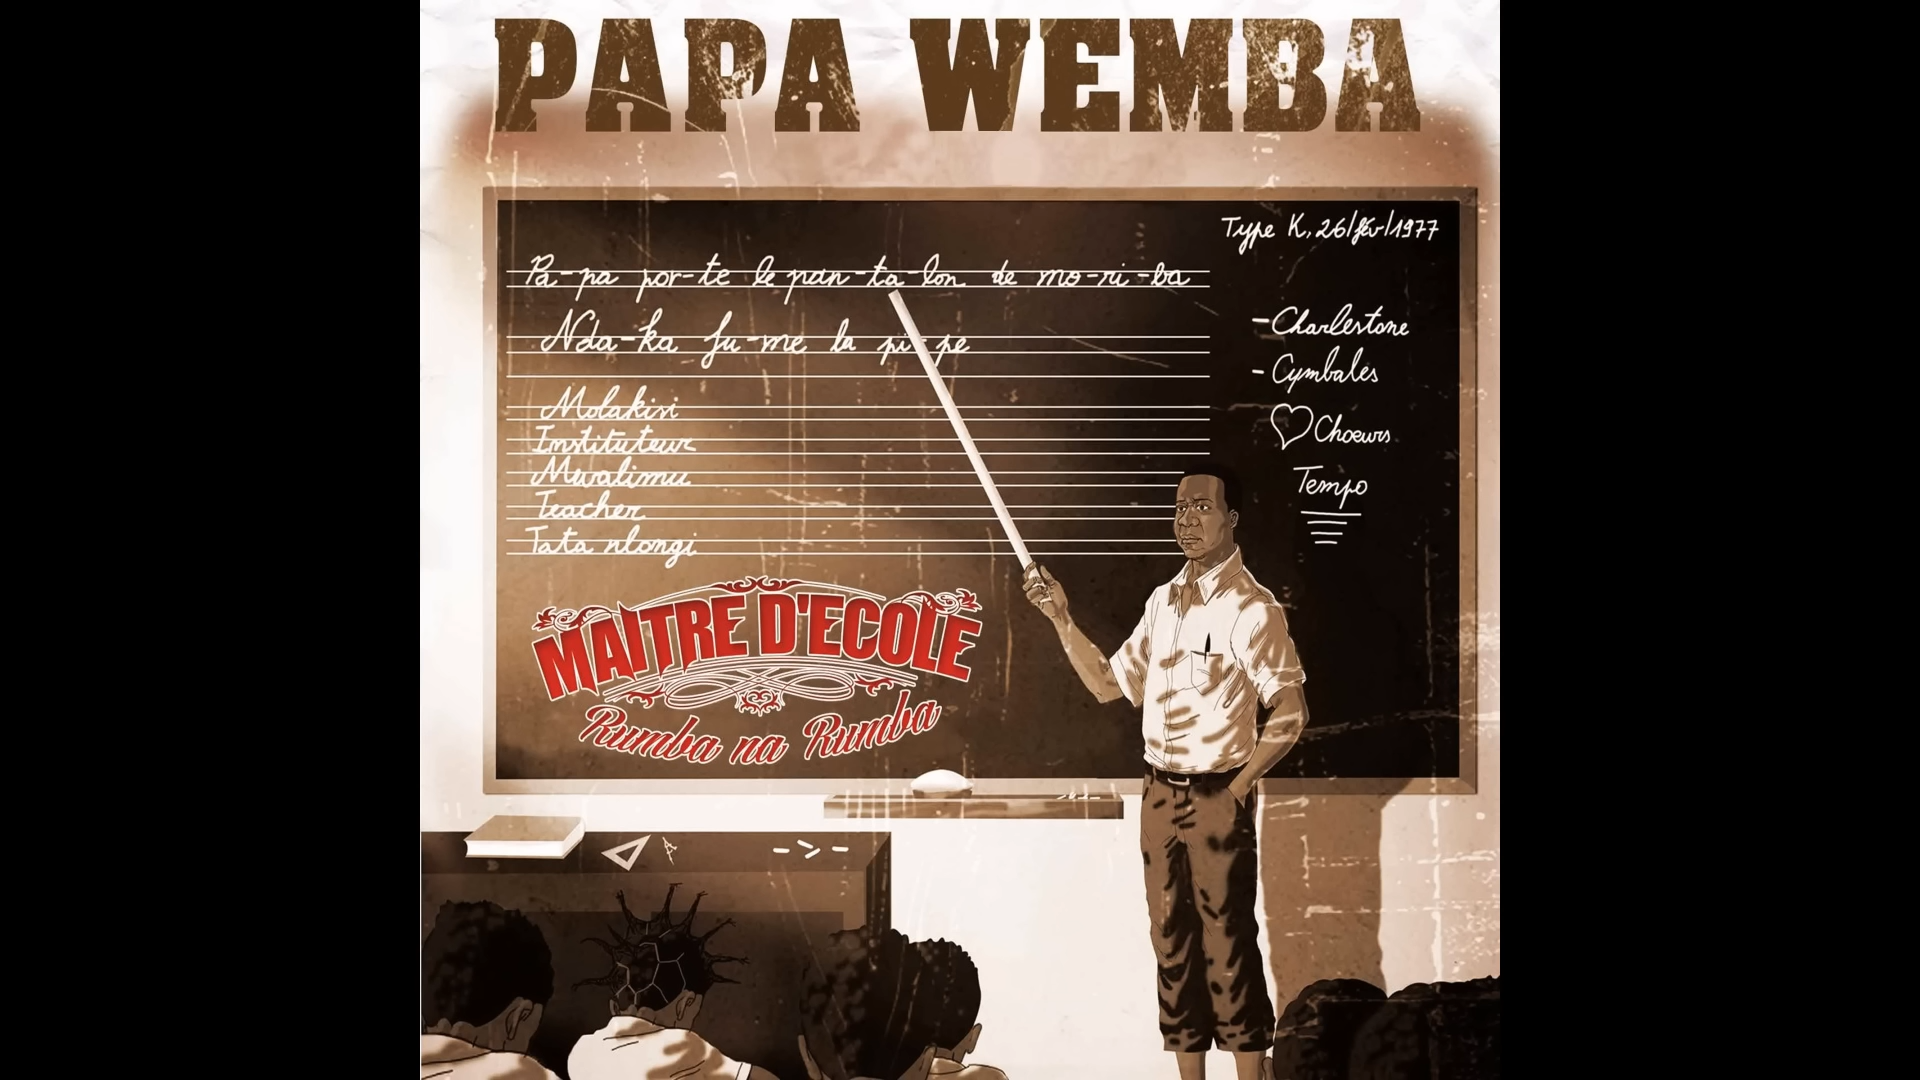 PAPA WEMBA
Type K, 26/fév/1977
Pa-pa por-te le pan-ta-lon de mo-ri-ba
Nda-ka fu-me la pi-pe
Molakisi
Instituteur
Mwalimu
Teacher
Tata nlongi
-Charlestone
-Cymbales
Choeurs
Tempo
MAITRE D'ECOLE
Rumba na Rumba